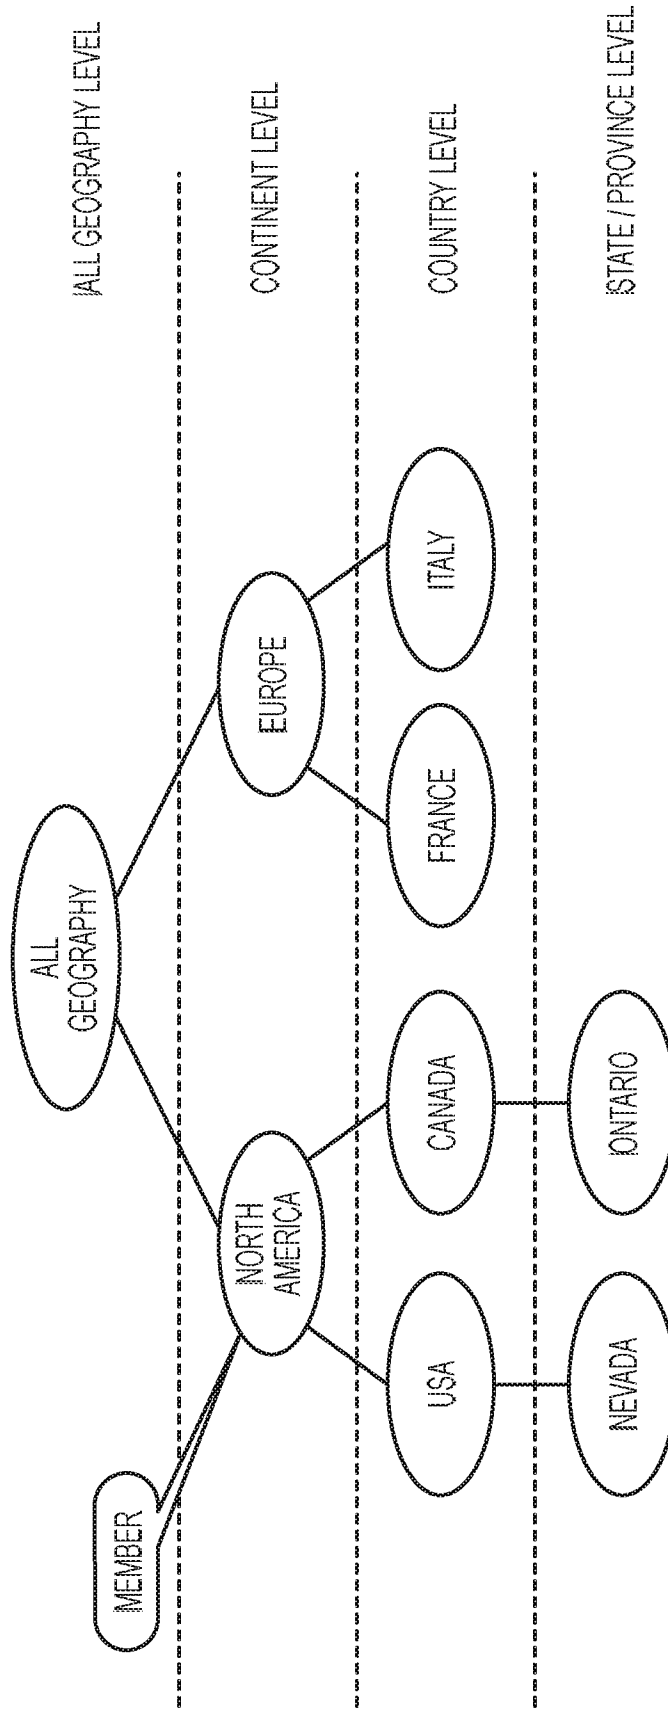 ALL GEOGRAPHY LEVEL
ALL
GEOGRAPHY
MEMBER
CONTINENT LEVEL
NORTH
AMERICA
EUROPE
COUNTRY LEVEL
USA
CANADA
FRANCE
ITALY
STATE / PROVINCE LEVEL
NEVADA
ONTARIO